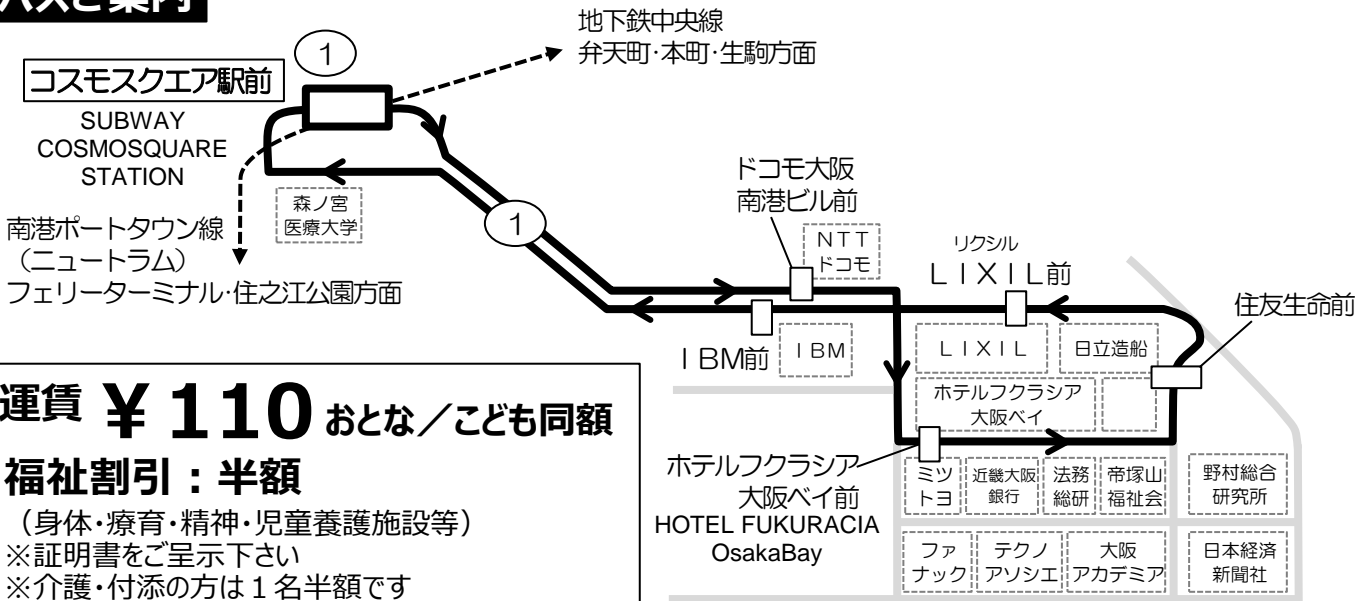 バスご案内
地下鉄中央線
弁天町･本町･生駒方面
1
コスモスクエア駅前
SUBWAY
COSMOSQUARE
STATION
森ノ宮
医療大学
1
南港ポートタウン線
（ニュートラム）
フェリーターミナル･住之江公園方面
ドコモ大阪
南港ビル前
ＮＴＴ
ドコモ
リクシル
ＬＩＸＩＬ前
住友生命前
ＩＢＭ前
ＩＢＭ
ＬＩＸＩＬ
日立造船
ホテルフクラシア
大阪ベイ
運賃 ￥110 おとな／こども同額
福祉割引：半額
（身体･療育･精神･児童養護施設等）
※証明書をご呈示下さい
※介護･付添の方は１名半額です
ホテルフクラシア
大阪ベイ前
HOTEL FUKURACIA
OsakaBay
ミツ
トヨ
近畿大阪
銀行
法務
総研
帝塚山
福祉会
野村総合
研究所
ファ
ナック
テクノ
アソシエ
大阪
アカデミア
日本経済
新聞社